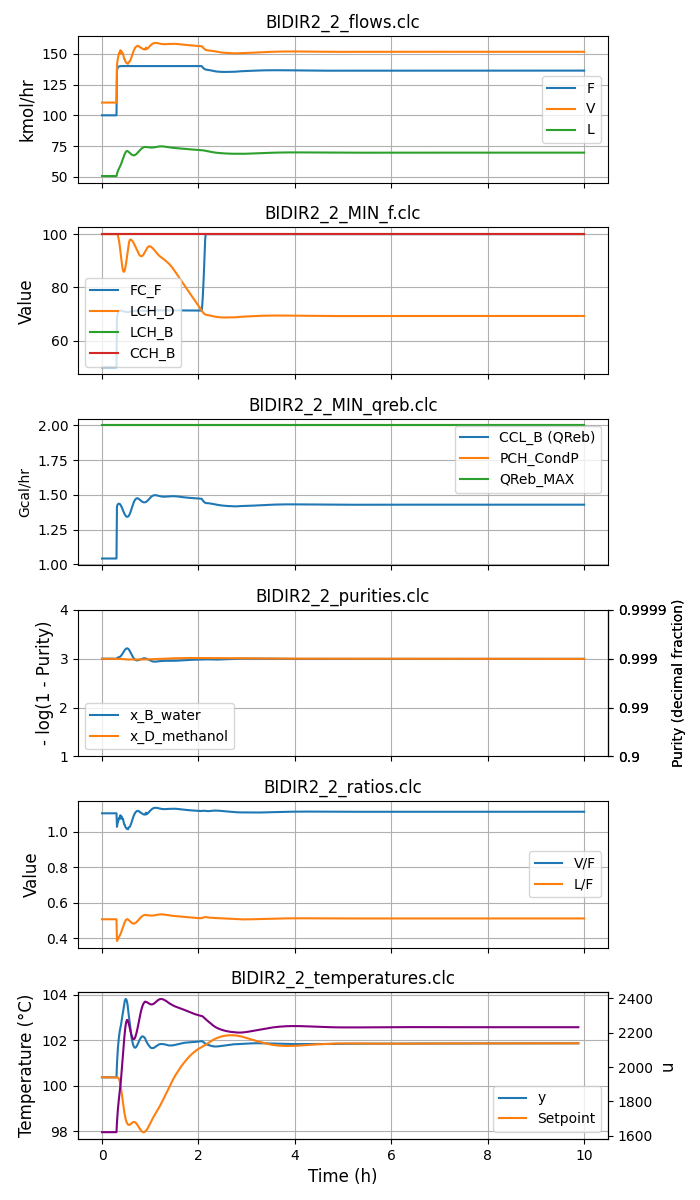 BIDIR2_2_flows.clc
kmol/hr
150
125
100
75
50
F
V
L
BIDIR2_2_MIN_f.clc
Value
100
80
60
FC_F
LCH_D
LCH_B
CCH_B
BIDIR2_2_MIN_qreb.clc
Gcal/hr
2.00
1.75
1.50
1.25
1.00
CCL_B (QReb)
PCH_CondP
QReb_MAX
BIDIR2_2_purities.clc
- log(1 - Purity)
4
3
2
1
x_B_water
x_D_methanol
0.9999
0.999
0.99
0.9
Purity (decimal fraction)
BIDIR2_2_ratios.clc
Value
1.0
0.8
0.6
0.4
V/F
L/F
BIDIR2_2_temperatures.clc
Temperature (°C)
104
102
100
98
y
Setpoint
2400
2200
2000
1800
1600
u
0 2 4 6 8 10
Time (h)